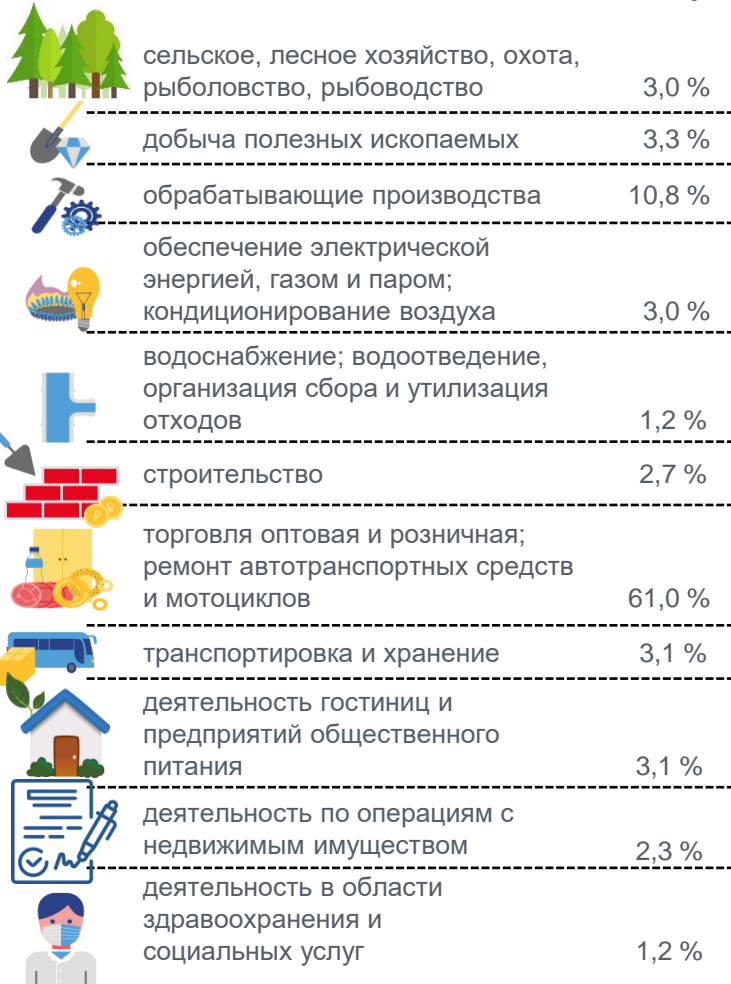 сельское, лесное хозяйство, охота,
рыболовство, рыбоводство 3,0 %
добыча полезных ископаемых 3,3 %
обрабатывающие производства 10,8 %
обеспечение электрической
энергией, газом и паром;
кондиционирование воздуха 3,0 %
водоснабжение; водоотведение,
организация сбора и утилизация
отходов 1,2 %
строительство 2,7 %
торговля оптовая и розничная;
ремонт автотранспортных средств
и мотоциклов 61,0 %
транспортировка и хранение 3,1 %
деятельность гостиниц и
предприятий общественного
питания 3,1 %
деятельность по операциям с
недвижимым имуществом 2,3 %
деятельность в области
здравоохранения и
социальных услуг 1,2 %